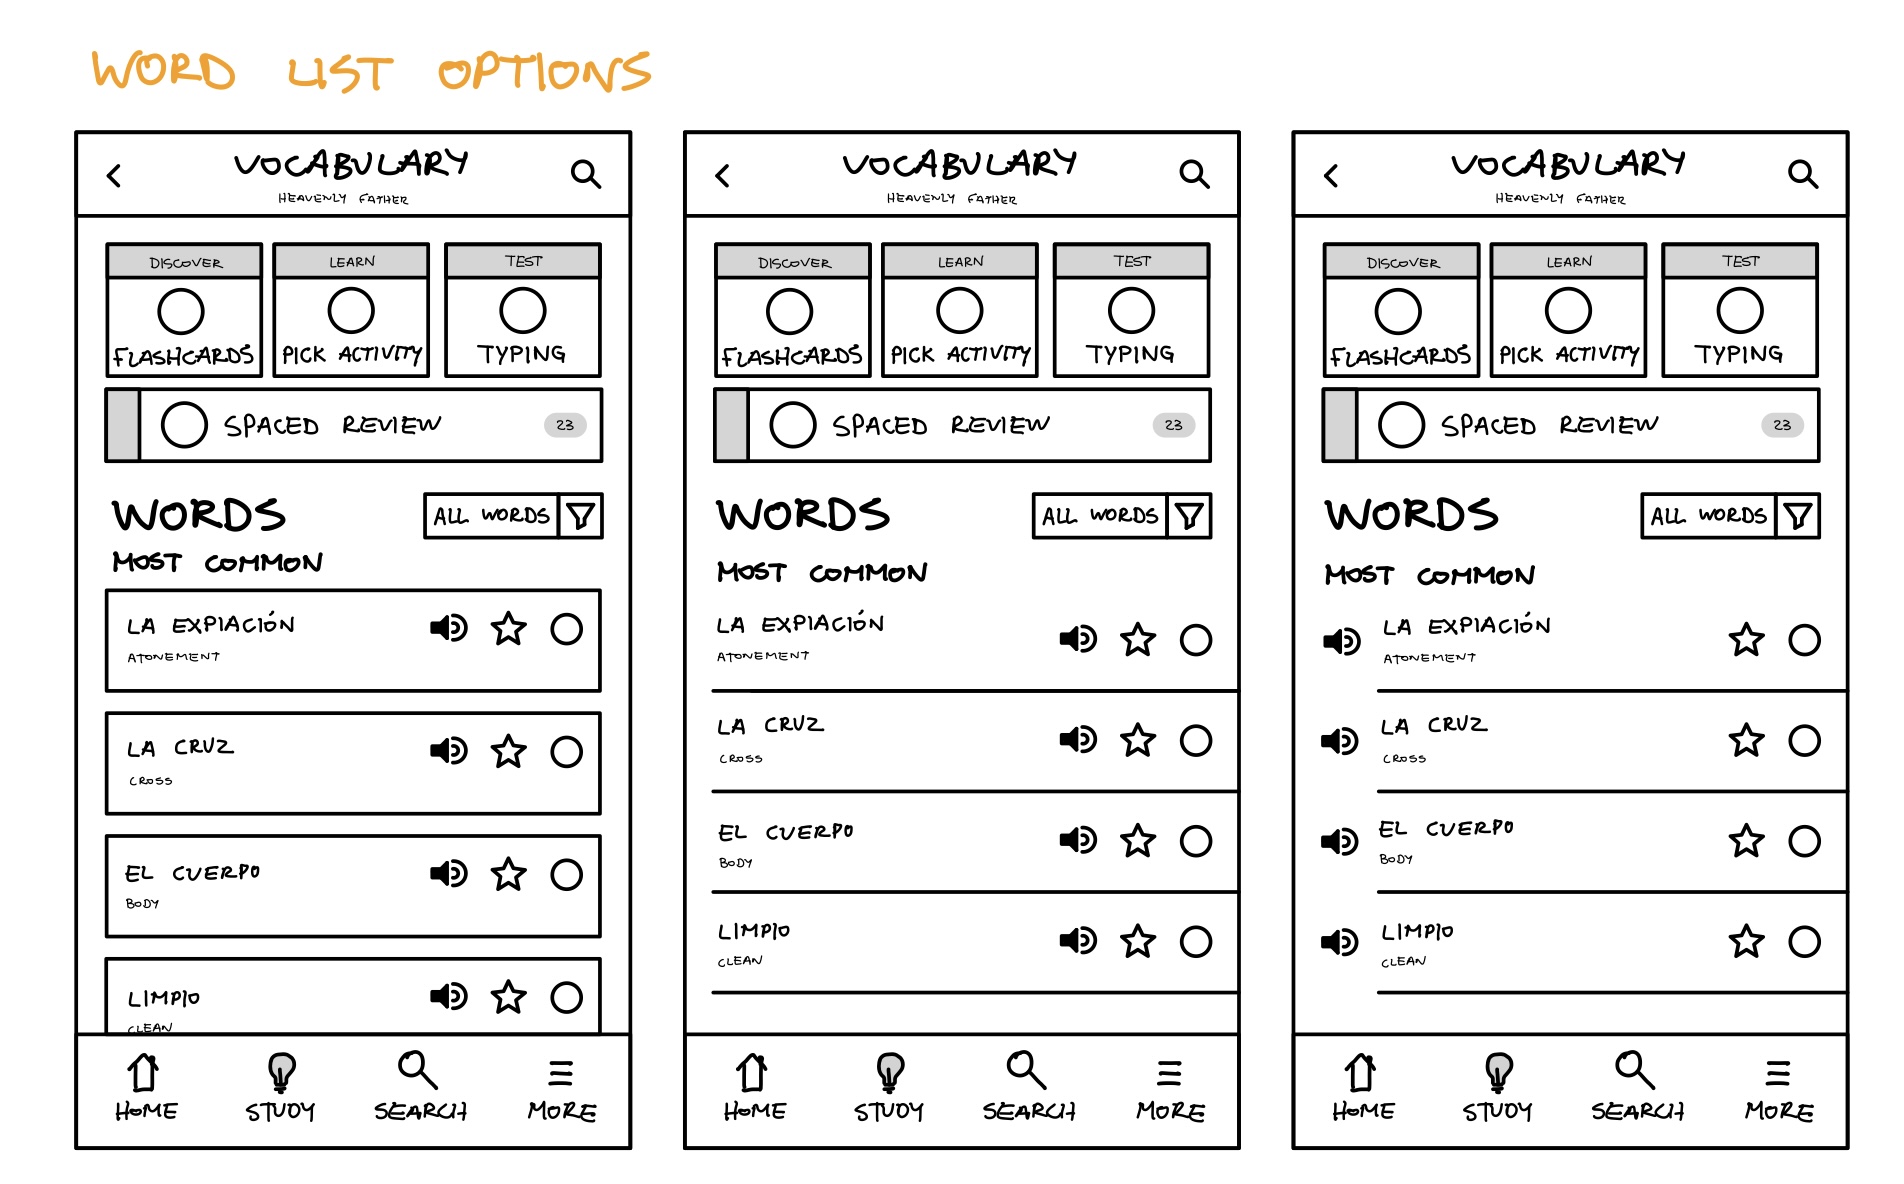 WORD LIST OPTIONS
VOCABULARY
HEAVENLY FATHER
DISCOVER LEARN TEST
FLASHCARDS PICK ACTIVITY TYPING
SPACED REVIEW 23
WORDS ALL WORDS
MOST COMMON
LA EXPIACIÓN
ATONEMENT
LA CRUZ
CROSS
EL CUERPO
BODY
LIMPIO
CLEAN
HOME STUDY SEARCH MORE
VOCABULARY
HEAVENLY FATHER
DISCOVER LEARN TEST
FLASHCARDS PICK ACTIVITY TYPING
SPACED REVIEW 23
WORDS ALL WORDS
MOST COMMON
LA EXPIACIÓN
ATONEMENT
LA CRUZ
CROSS
EL CUERPO
BODY
LIMPIO
CLEAN
HOME STUDY SEARCH MORE
VOCABULARY
HEAVENLY FATHER
DISCOVER LEARN TEST
FLASHCARDS PICK ACTIVITY TYPING
SPACED REVIEW 23
WORDS ALL WORDS
MOST COMMON
LA EXPIACIÓN
ATONEMENT
LA CRUZ
CROSS
EL CUERPO
BODY
LIMPIO
CLEAN
HOME STUDY SEARCH MORE